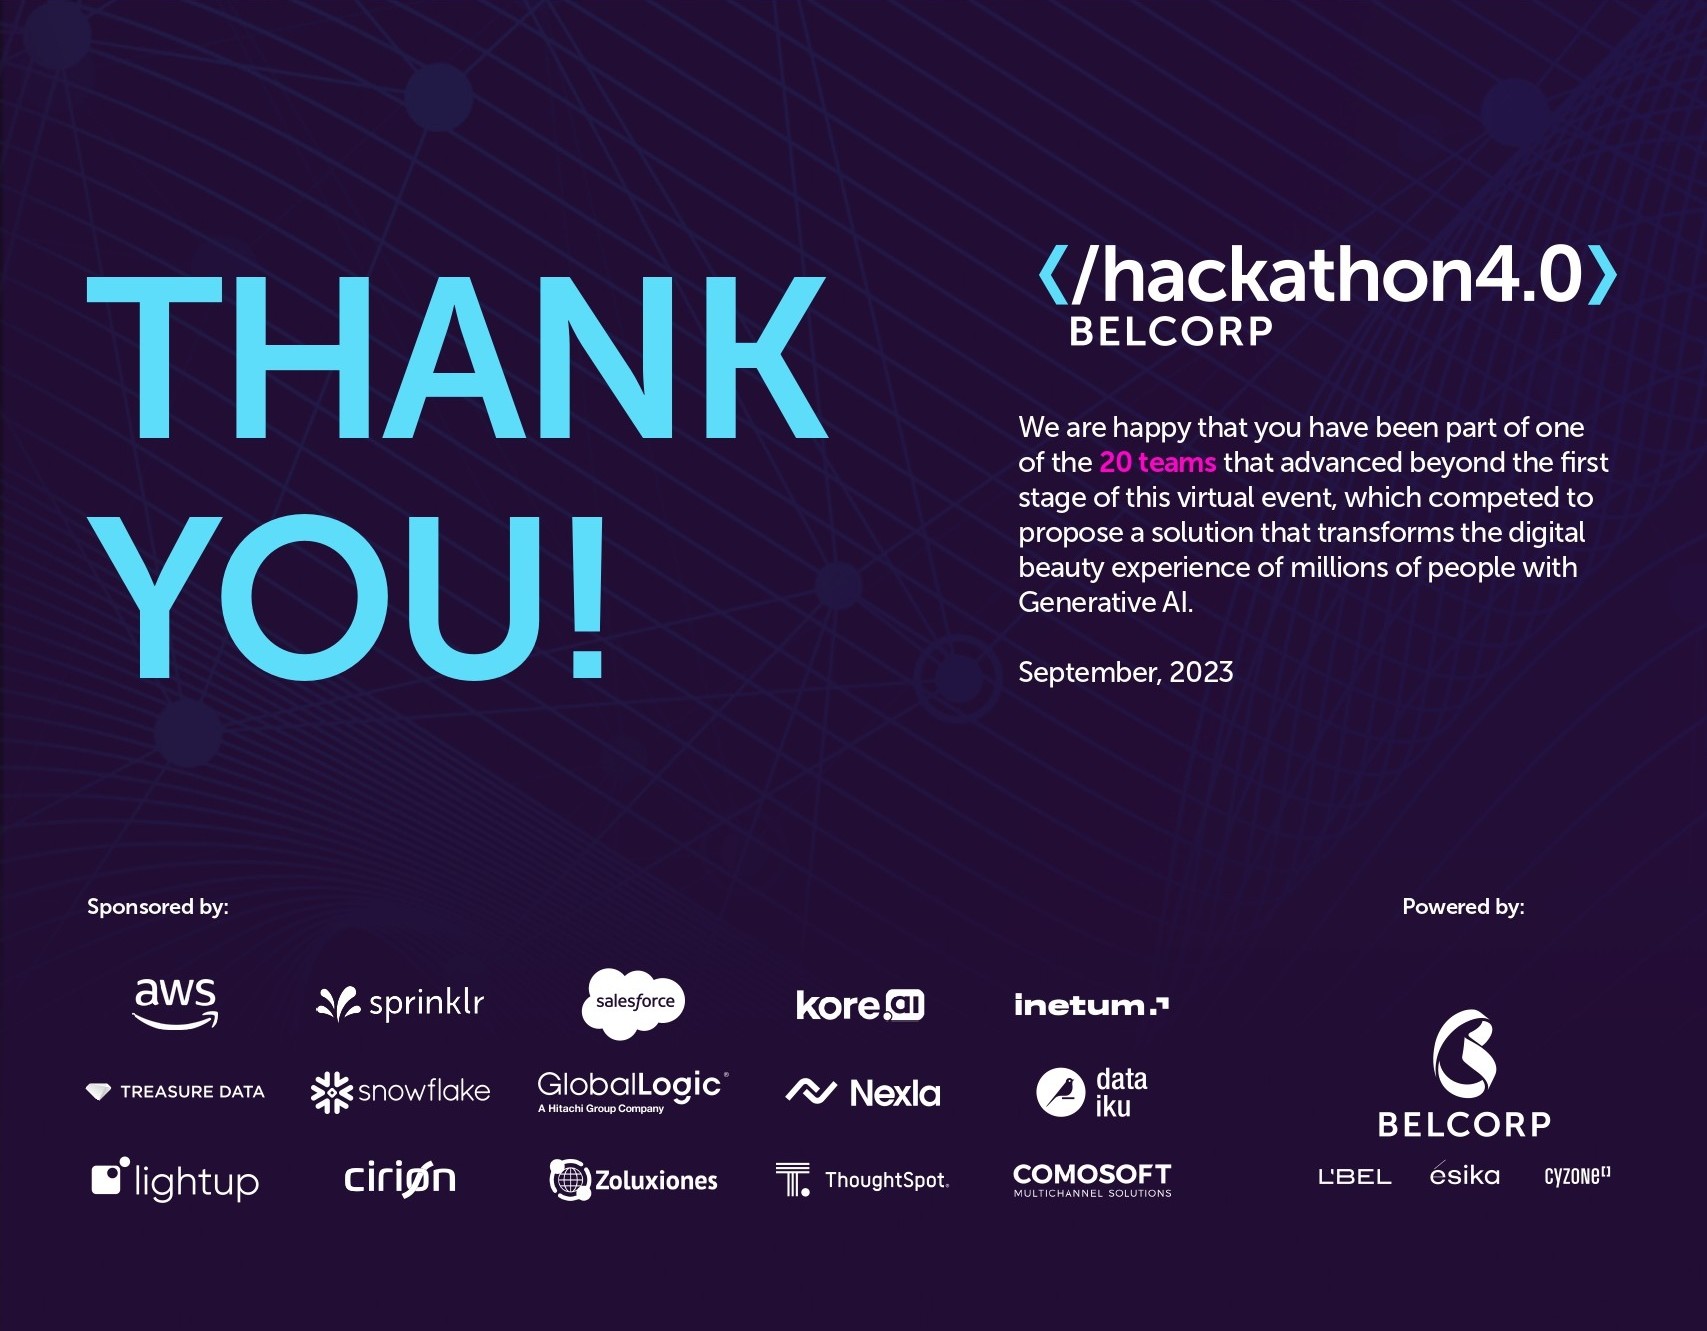 THANK
YOU!
</hackathon4.0>
BELCORP
We are happy that you have been part of one
of the 20 teams that advanced beyond the first
stage of this virtual event, which competed to
propose a solution that transforms the digital
beauty experience of millions of people with
Generative AI.
September, 2023
Sponsored by:
aws
sprinklr
salesforce
kore.ai
inetum.
TREASURE DATA
snowflake
GlobalLogic®
A Hitachi Group Company
Nexla
data
iku
lightup
cirion
Zoluxiones
ThoughtSpot.
COMOSOFT
MULTICHANNEL SOLUTIONS
Powered by:
BELCORP
L'BEL
ésika
CYZONE